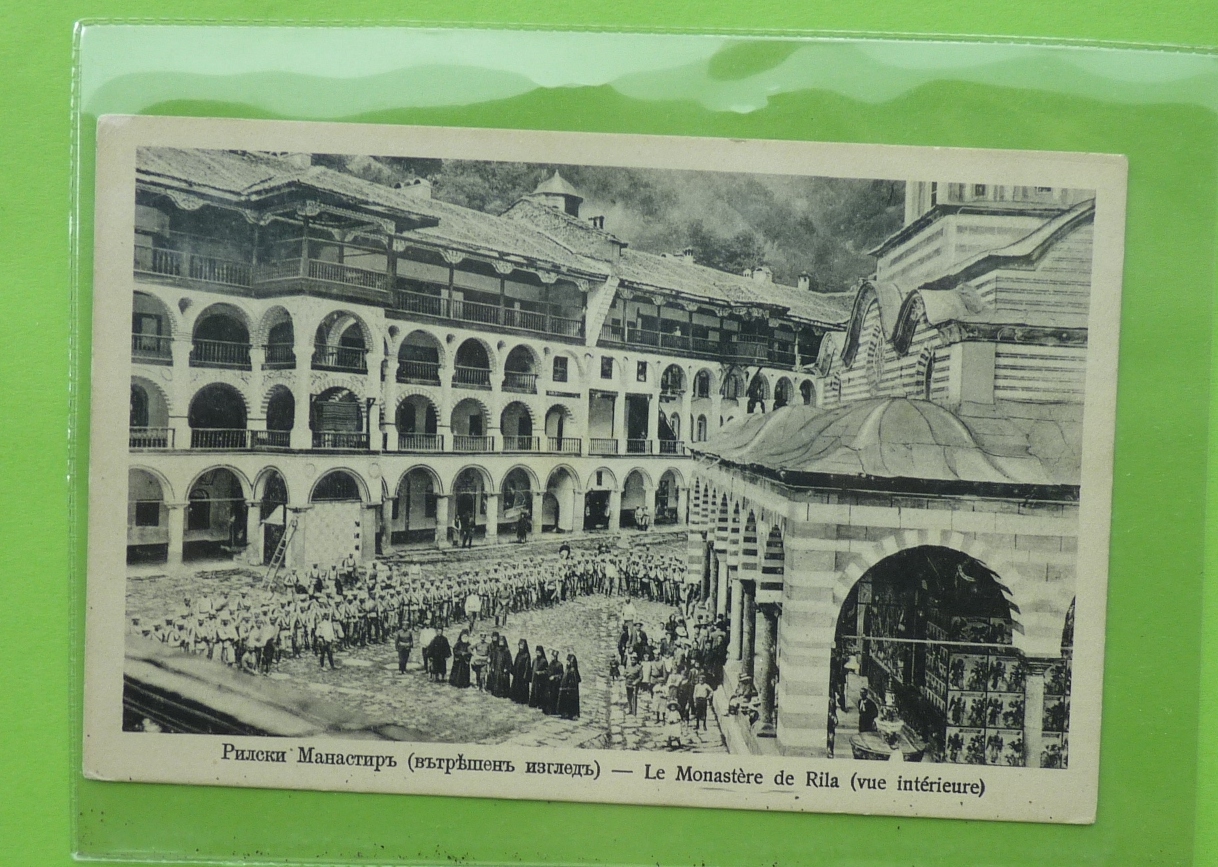 Рилски Манастиръ (вътрѣшенъ изгледъ) — Le Monastère de Rila (vue intérieure)